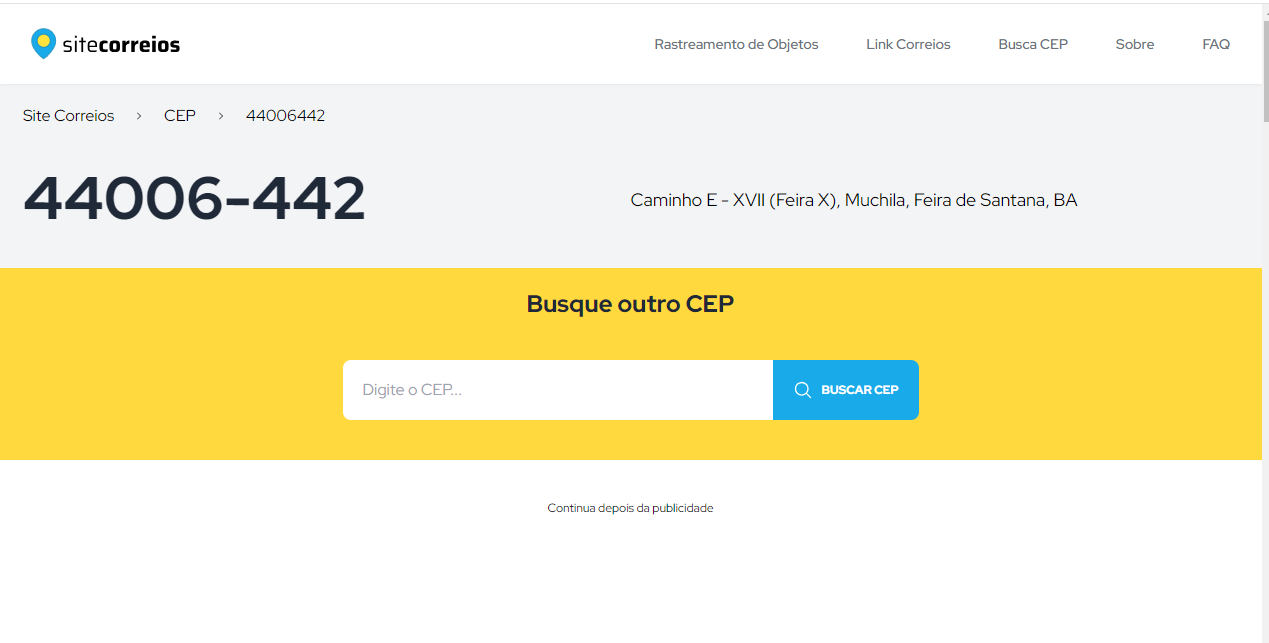 sitecorreios
Rastreamento de Objetos
Link Correios
Busca CEP
Sobre
FAQ
Site Correios › CEP › 44006442
44006-442
Caminho E - XVII (Feira X), Muchila, Feira de Santana, BA
Busque outro CEP
Digite o CEP...
BUSCAR CEP
Continua depois da publicidade